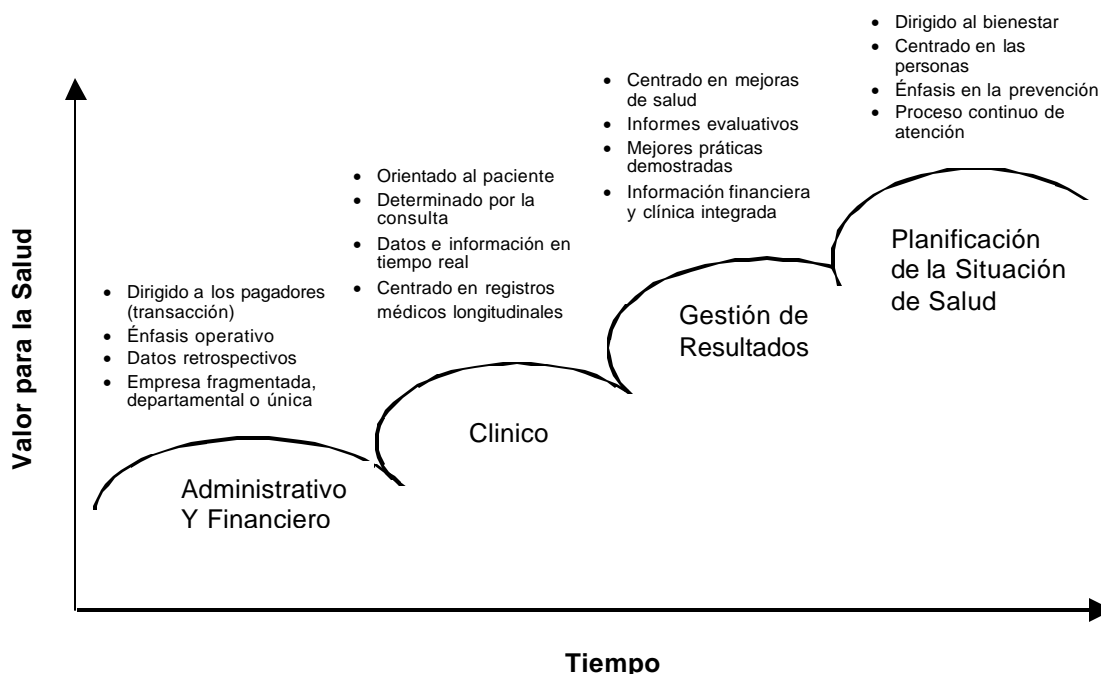 • Dirigido al bienestar
• Centrado en las
personas
• Énfasis en la prevención
• Proceso continuo de
atención
• Centrado en mejoras
de salud
• Informes evaluativos
• Mejores práticas
demostradas
• Información financiera
y clínica integrada
• Orientado al paciente
• Determinado por la
consulta
• Datos e información en
tiempo real
• Centrado en registros
médicos longitudinales
• Dirigido a los pagadores
(transacción)
• Énfasis operativo
• Datos retrospectivos
• Empresa fragmentada,
departamental o única
Planificación
de la Situación
de Salud
Gestión de
Resultados
Clinico
Administrativo
Y Financiero
Valor para la Salud
Tiempo